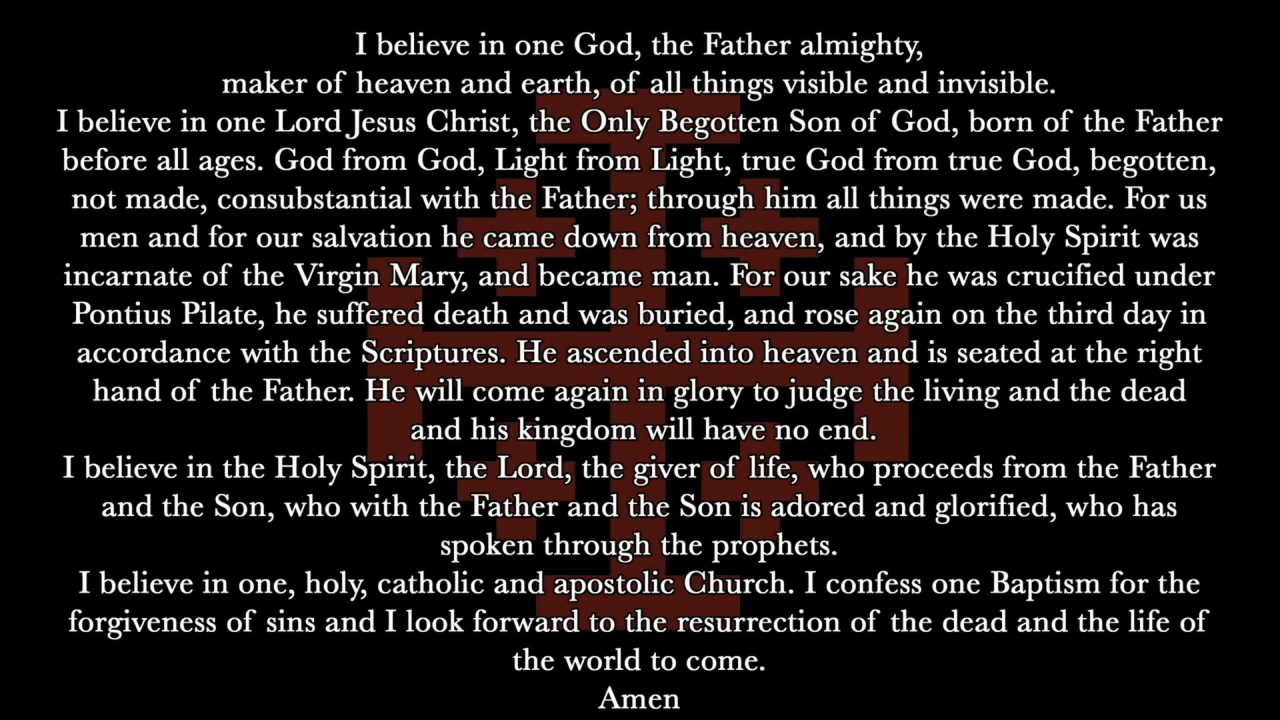 I believe in one God, the Father almighty,
maker of heaven and earth, of all things visible and invisible.
I believe in one Lord Jesus Christ, the Only Begotten Son of God, born of the Father
before all ages. God from God, Light from Light, true God from true God, begotten,
not made, consubstantial with the Father; through him all things were made. For us
men and for our salvation he came down from heaven, and by the Holy Spirit was
incarnate of the Virgin Mary, and became man. For our sake he was crucified under
Pontius Pilate, he suffered death and was buried, and rose again on the third day in
accordance with the Scriptures. He ascended into heaven and is seated at the right
hand of the Father. He will come again in glory to judge the living and the dead
and his kingdom will have no end.
I believe in the Holy Spirit, the Lord, the giver of life, who proceeds from the Father
and the Son, who with the Father and the Son is adored and glorified, who has
spoken through the prophets.
I believe in one, holy, catholic and apostolic Church. I confess one Baptism for the
forgiveness of sins and I look forward to the resurrection of the dead and the life of
the world to come.
Amen